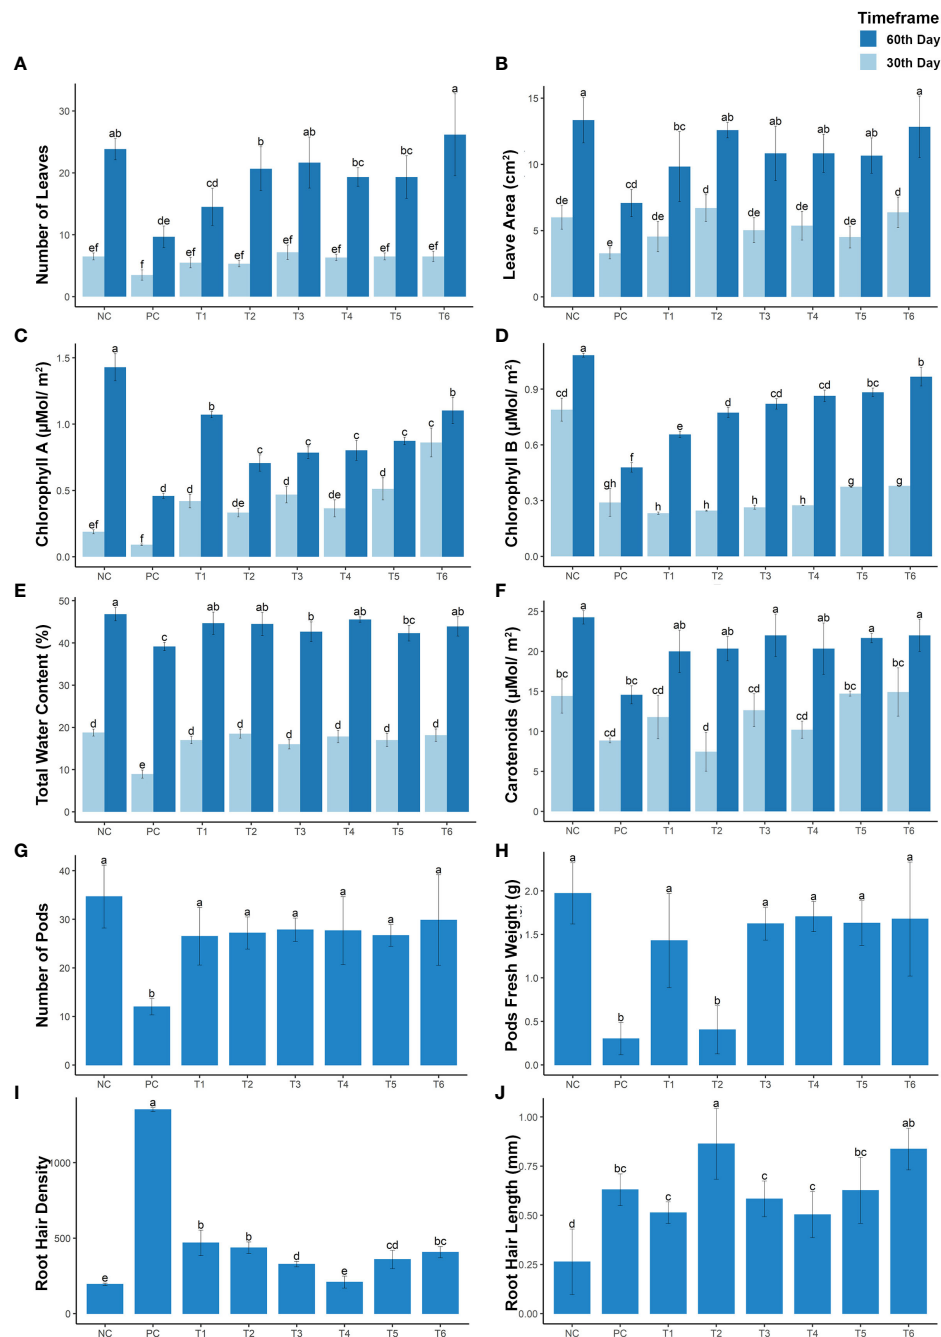 Timeframe
60th Day
30th Day
A
Number of Leaves
30
20
10
0
ef ab f de ef cd ef b ef ab ef bc ef bc ef a
NC PC T1 T2 T3 T4 T5 T6
B
Leave Area (cm²)
15
10
5
0
de a e cd de bc d ab de ab de ab de ab d a
NC PC T1 T2 T3 T4 T5 T6
C
Chlorophyll A (µMol/ m²)
1.5
1.0
0.5
0.0
ef a f d d b de c d c de c d c c b
NC PC T1 T2 T3 T4 T5 T6
D
Chlorophyll B (µMol/ m²)
0.9
0.6
0.3
0.0
cd a gh f h e h d h cd h cd g bc g b
NC PC T1 T2 T3 T4 T5 T6
E
Total Water Content (%)
50
40
30
20
10
0
d a e c d ab d ab d b d ab d bc d ab
NC PC T1 T2 T3 T4 T5 T6
F
Carotenoids (µMol/ m²)
25
20
15
10
5
0
bc a cd bc cd ab d ab cd a cd ab bc a bc a
NC PC T1 T2 T3 T4 T5 T6
G
Number of Pods
40
30
20
10
0
a b a a a a a a
NC PC T1 T2 T3 T4 T5 T6
H
Pods Fresh Weight (g)
2.0
1.5
1.0
0.5
0.0
a b a b a a a a
NC PC T1 T2 T3 T4 T5 T6
I
Root Hair Density
1000
500
0
e a b b d e cd bc
NC PC T1 T2 T3 T4 T5 T6
J
Root Hair Length (mm)
1.00
0.75
0.50
0.25
0.00
d bc c a c c bc ab
NC PC T1 T2 T3 T4 T5 T6